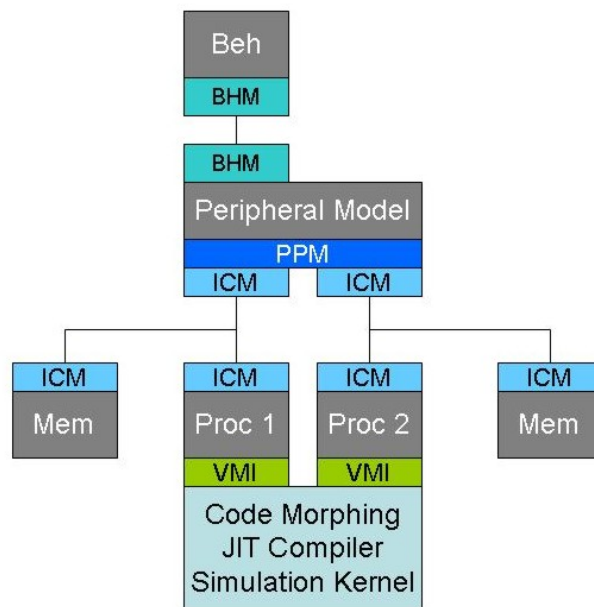 Beh
BHM
BHM
Peripheral Model
PPM
ICM ICM
ICM ICM ICM ICM
Mem Proc 1 Proc 2 Mem
VMI VMI
Code Morphing
JIT Compiler
Simulation Kernel